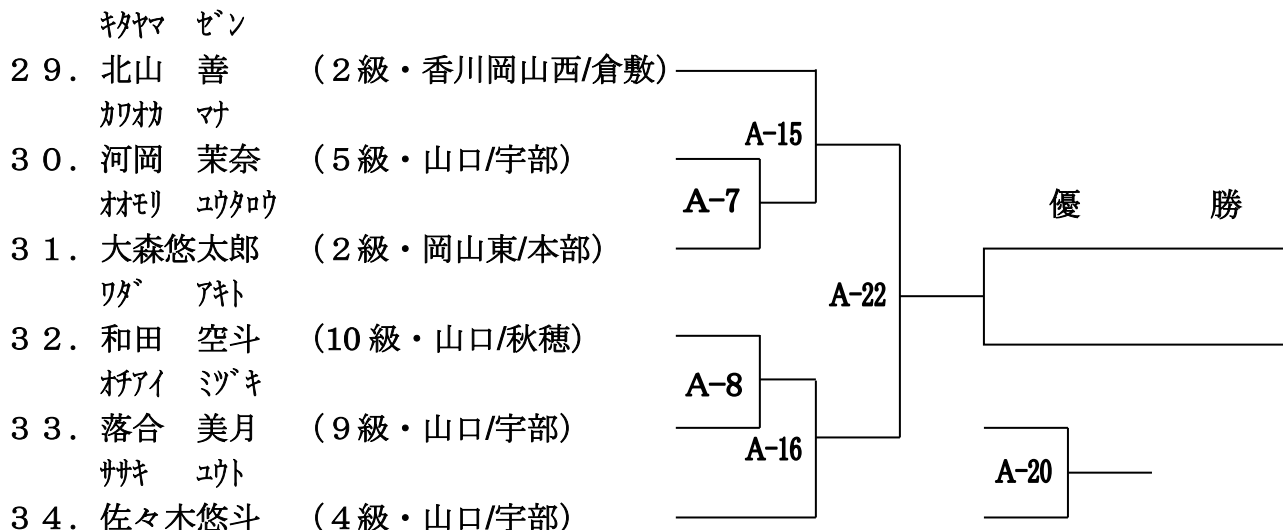 ｷﾀﾔﾏ　ｾﾞﾝ
２９．北山　善　（２級・香川岡山西/倉敷）
ｶﾜｵｶ　ﾏﾅ
A-15
３０．河岡　茉奈　（５級・山口/宇部）
ｵｵﾓﾘ　ﾕｳﾀﾛｳ　A-7　優　勝
３１．大森悠太郎　（２級・岡山東/本部）
ﾜﾀﾞ　ｱｷﾄ　A-22
３２．和田　空斗　（10級・山口/秋穂）
ｵﾁｱｲ　ﾐﾂﾞｷ　A-8
３３．落合　美月　（９級・山口/宇部）
A-16
ｻｻｷ　ﾕｳﾄ　A-20
３４．佐々木悠斗　（４級・山口/宇部）